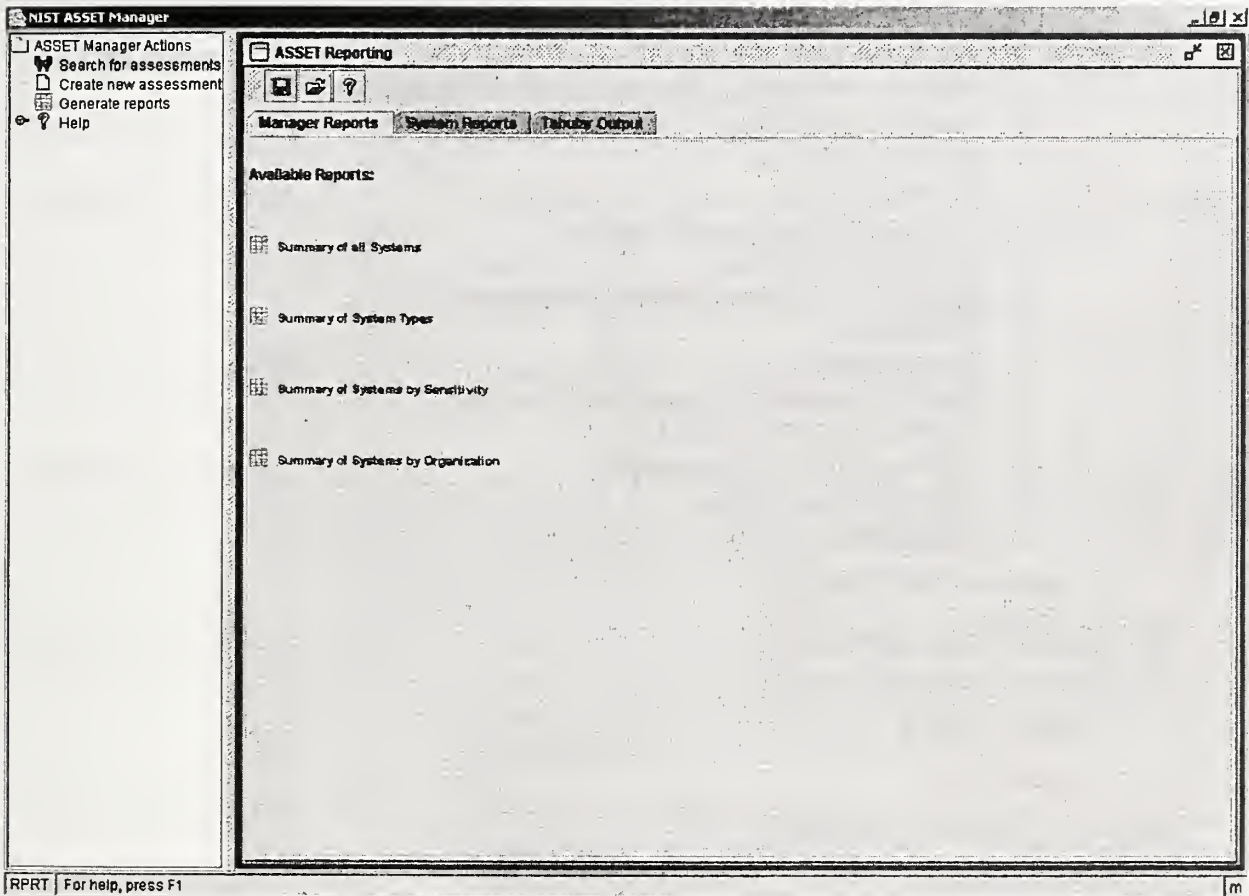 NIST ASSET Manager
ASSET Manager Actions
Search for assessments
Create new assessment
Generate reports
Help
ASSET Reporting
Manager Reports
System Reports
Tabular Output
Available Reports:
Summary of all Systems
Summary of System Types
Summary of Systems by Sensitivity
Summary of Systems by Organization
RPRT
For help, press F1
m